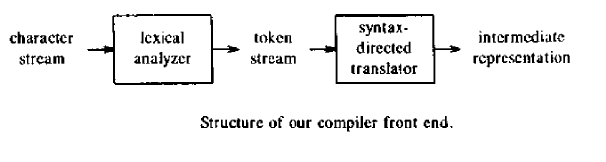 character
stream
lexical
analyzer
token
stream
syntax-
directed
translator
intermediate
representation
Structure of our compiler front end.